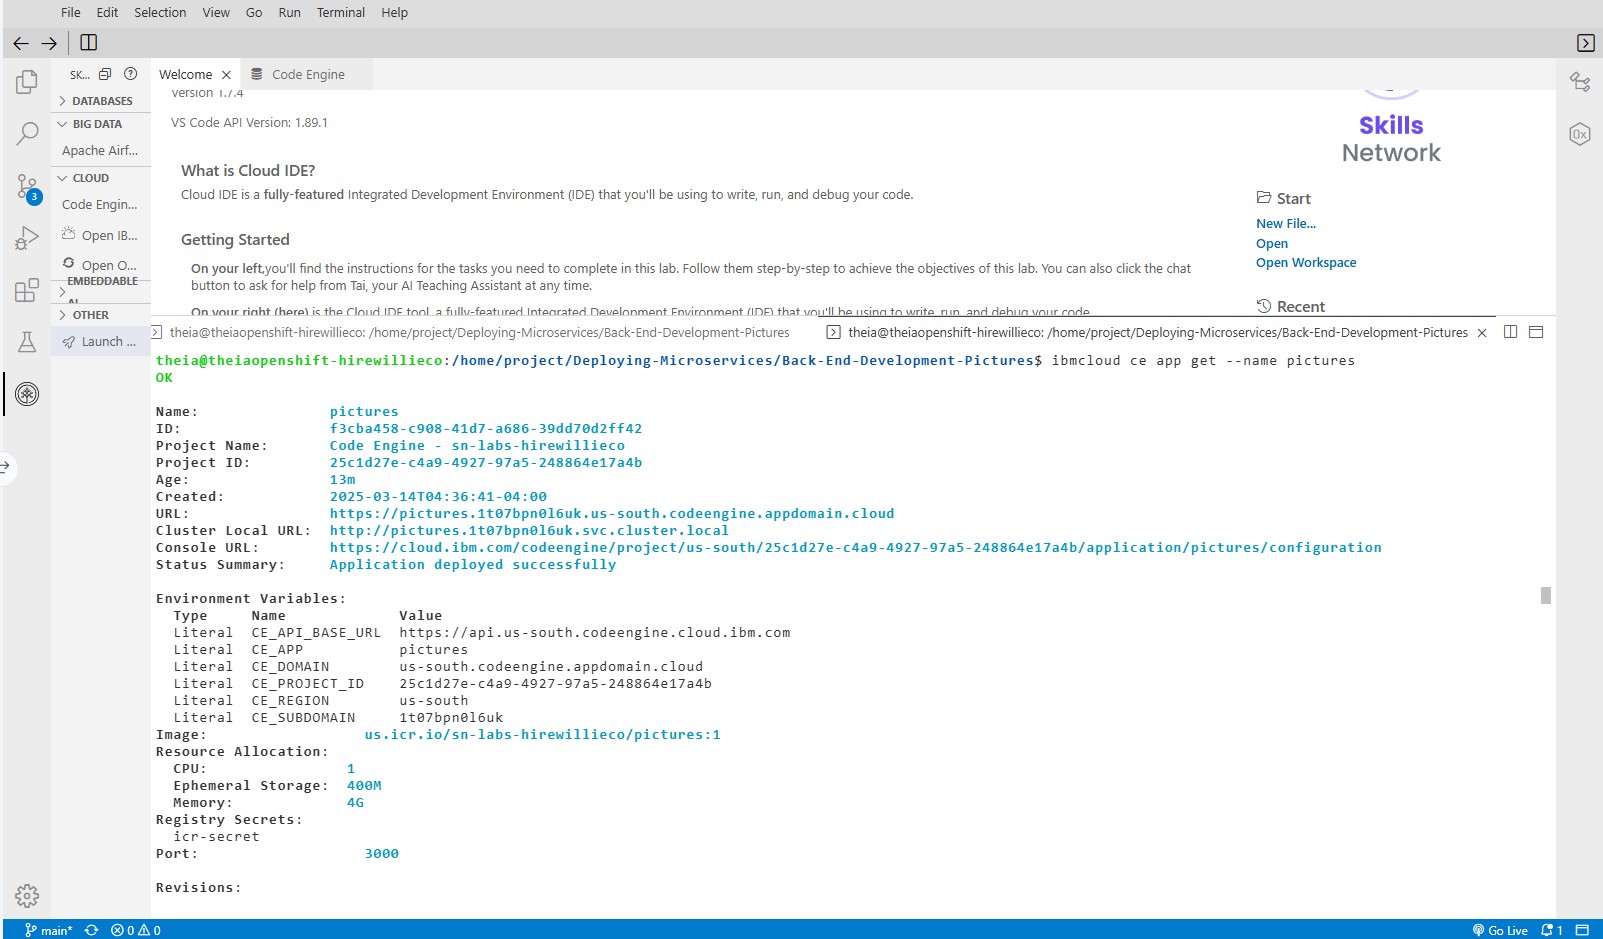 File Edit Selection View Go Run Terminal Help
SK...
Welcome
Code Engine
DATABASES
BIG DATA
Apache Airf...
CLOUD
Code Engin...
Open IB...
Open O...
EMBEDDABLE
AI
OTHER
Launch ...
3
Version 1.7.4
VS Code API Version: 1.89.1
What is Cloud IDE?
Cloud IDE is a fully-featured Integrated Development Environment (IDE) that you'll be using to write, run, and debug your code.
Getting Started
On your left,you'll find the instructions for the tasks you need to complete in this lab. Follow them step-by-step to achieve the objectives of this lab. You can also click the chat
button to ask for help from Tai, your AI Teaching Assistant at any time.
On your right (here) is the Cloud IDE tool, a fully-featured Integrated Development Environment (IDE) that you'll be using to write, run, and debug your code.
Skills
Network
Start
New File...
Open
Open Workspace
Recent
0x
theia@theiaopenshift-hirewillieco: /home/project/Deploying-Microservices/Back-End-Development-Pictures
theia@theiaopenshift-hirewillieco: /home/project/Deploying-Microservices/Back-End-Development-Pictures
theia@theiaopenshift-hirewillieco:/home/project/Deploying-Microservices/Back-End-Development-Pictures$ ibmcloud ce app get --name pictures
OK
Name: pictures
ID: f3cba458-c908-41d7-a686-39dd70d2ff42
Project Name: Code Engine - sn-labs-hirewillieco
Project ID: 25c1d27e-c4a9-4927-97a5-248864e17a4b
Age: 13m
Created: 2025-03-14T04:36:41-04:00
URL: https://pictures.1t07bpn0l6uk.us-south.codeengine.appdomain.cloud
Cluster Local URL: http://pictures.1t07bpn0l6uk.svc.cluster.local
Console URL: https://cloud.ibm.com/codeengine/project/us-south/25c1d27e-c4a9-4927-97a5-248864e17a4b/application/pictures/configuration
Status Summary: Application deployed successfully
Environment Variables:
Type Name Value
Literal CE_API_BASE_URL https://api.us-south.codeengine.cloud.ibm.com
Literal CE_APP pictures
Literal CE_DOMAIN us-south.codeengine.appdomain.cloud
Literal CE_PROJECT_ID 25c1d27e-c4a9-4927-97a5-248864e17a4b
Literal CE_REGION us-south
Literal CE_SUBDOMAIN 1t07bpn0l6uk
Image: us.icr.io/sn-labs-hirewillieco/pictures:1
Resource Allocation:
CPU: 1
Ephemeral Storage: 400M
Memory: 4G
Registry Secrets:
icr-secret
Port: 3000
Revisions:
main* 0 0
Go Live 1